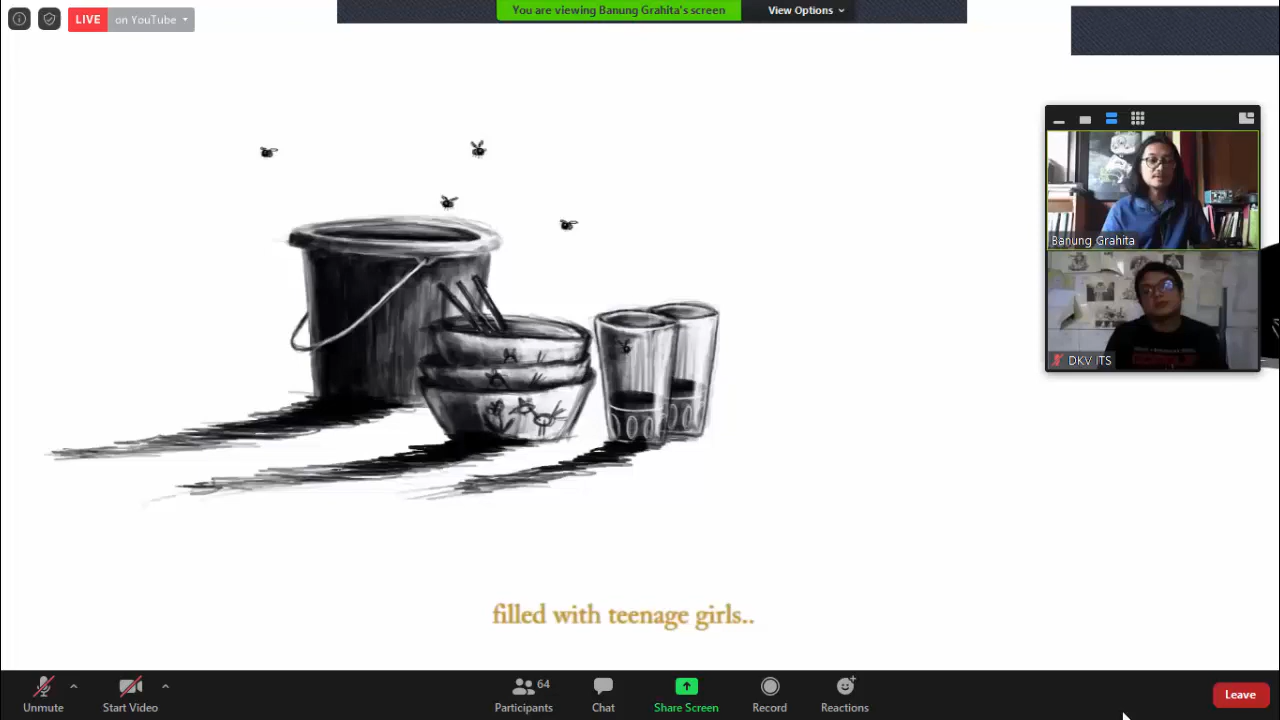 LIVE on YouTube
You are viewing Banung Grahita's screen
View Options
Banung Grahita
DKV ITS
filled with teenage girls..
Unmute
Start Video
64
Participants
Chat
Share Screen
Record
Reactions
Leave